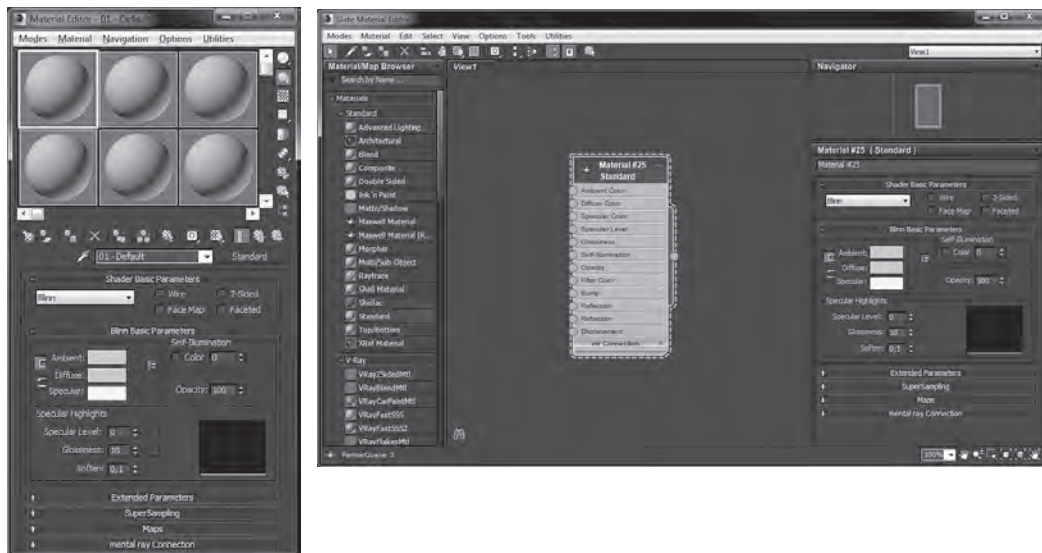 Material Editor - 01 - Defau
Modes Material Navigation Options Utilities
01 - Default
Standard
Shader Basic Parameters
Blinn
Wire
2-Sided
Face Map
Faceted
Blinn Basic Parameters
Self-Illumination
Ambient:
Color 0
Diffuse:
Specular:
Opacity: 100
Specular Highlights
Specular Level: 0
Glossiness: 10
Soften: 0,1
Extended Parameters
SuperSampling
Maps
mental ray Connection
Slate Material Editor
Modes Material Edit Select View Options Tools Utilities
View1
Material/Map Browser
Search by Name ...
- Materials
- Standard
Advanced Lighting...
Architectural
Blend
Composite
Double Sided
Ink 'n Paint
Matte/Shadow
Maxwell Material
Maxwell Material (R...
Morpher
Multi/Sub-Object
Raytrace
Shell Material
Shellac
Standard
Top/Bottom
XRef Material
- V-Ray
VRay2SidedMtl
VRayBlendMtl
VRayCarPaintMtl
VRayFastSSS
VRayFastSSS2
VRayFlakesMtl
RenderQueue 3
View1
Material #25
Standard
Ambient Color
Diffuse Color
Specular Color
Specular Level
Glossiness
Self-Illumination
Opacity
Filter Color
Bump
Reflection
Refraction
Displacement
Connection
Navigator
Material #25 ( Standard )
Material #25
Shader Basic Parameters
Blinn
Wire
2-Sided
Face Map
Faceted
Blinn Basic Parameters
Self-Illumination
Ambient:
Color 0
Diffuse:
Specular:
Opacity: 100
Specular Highlights
Specular Level: 0
Glossiness: 10
Soften: 0,1
Extended Parameters
SuperSampling
Maps
mental ray Connection
100%